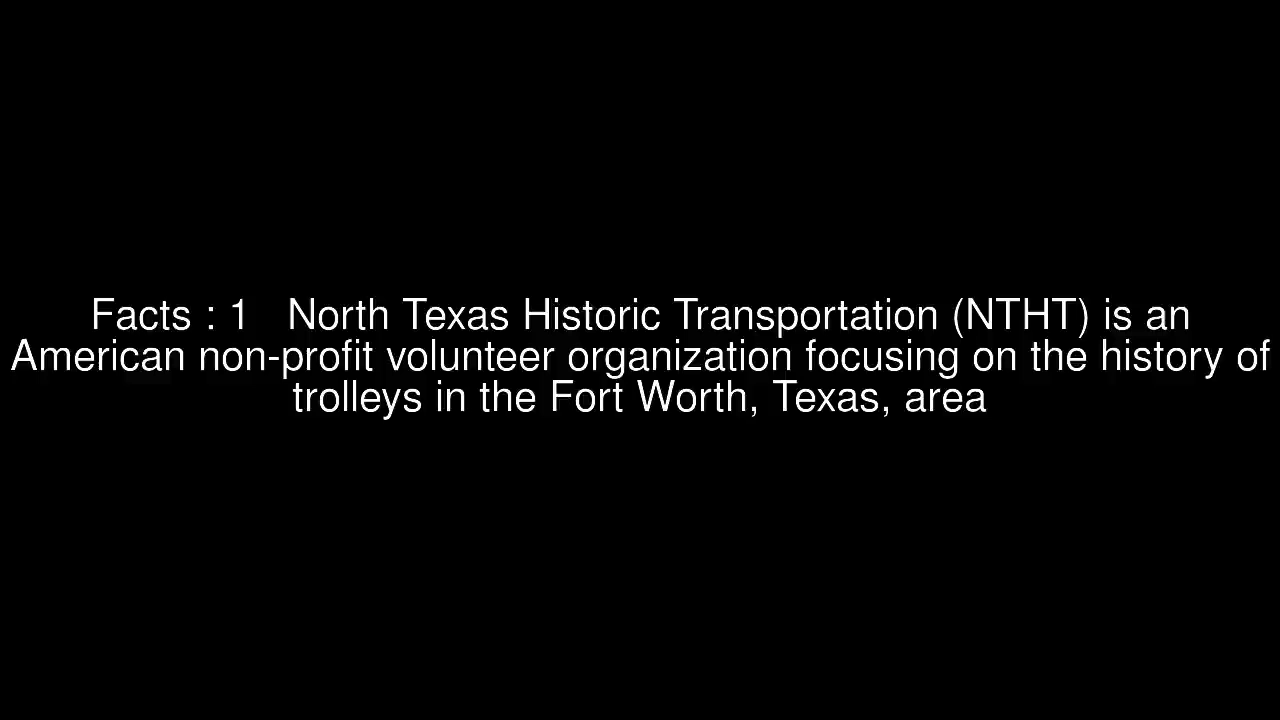 Facts : 1   North Texas Historic Transportation (NTHT) is an
American non-profit volunteer organization focusing on the history of
trolleys in the Fort Worth, Texas, area